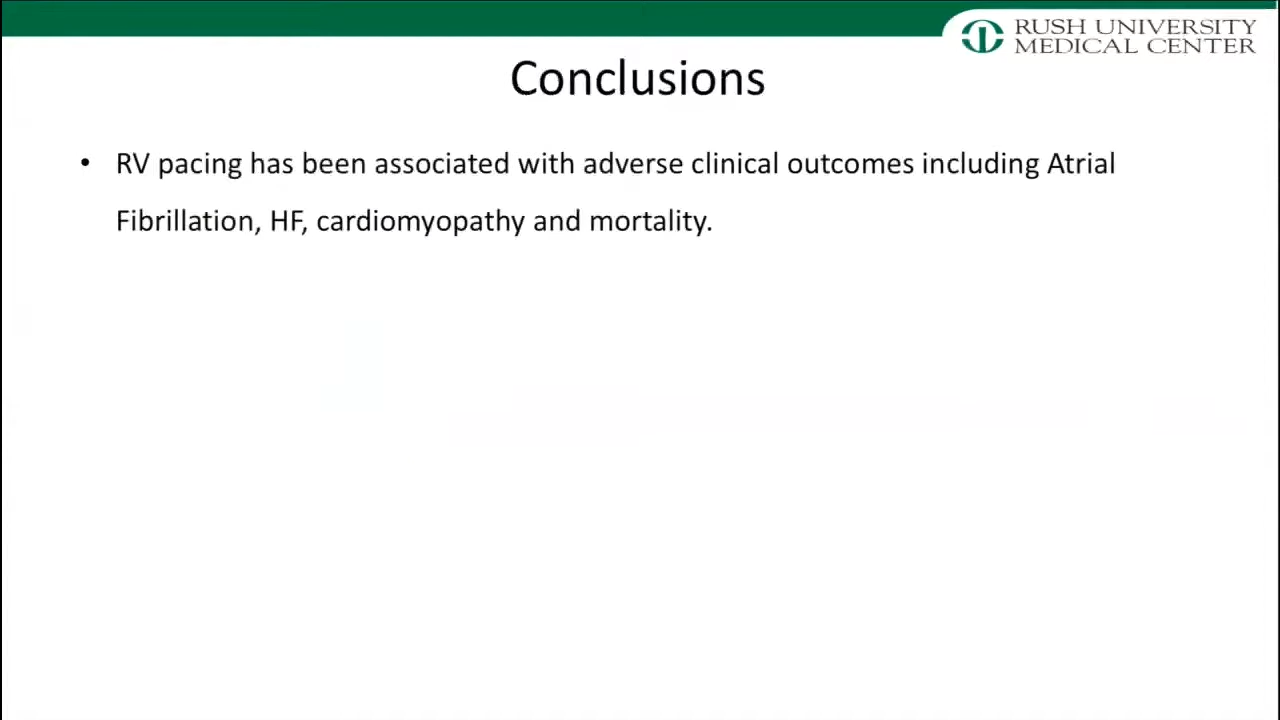 RUSH UNIVERSITY
MEDICAL CENTER
Conclusions
• RV pacing has been associated with adverse clinical outcomes including Atrial
Fibrillation, HF, cardiomyopathy and mortality.